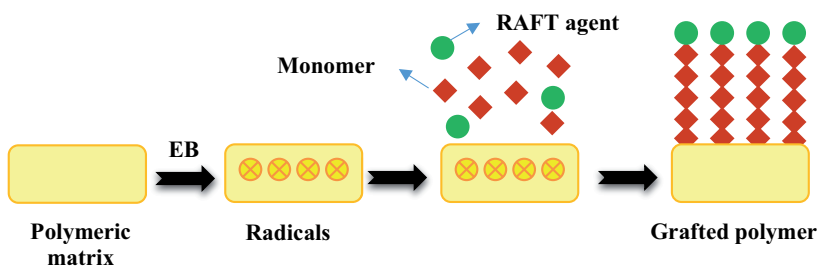 RAFT agent
Monomer
EB
Polymeric
matrix
Radicals
Grafted polymer